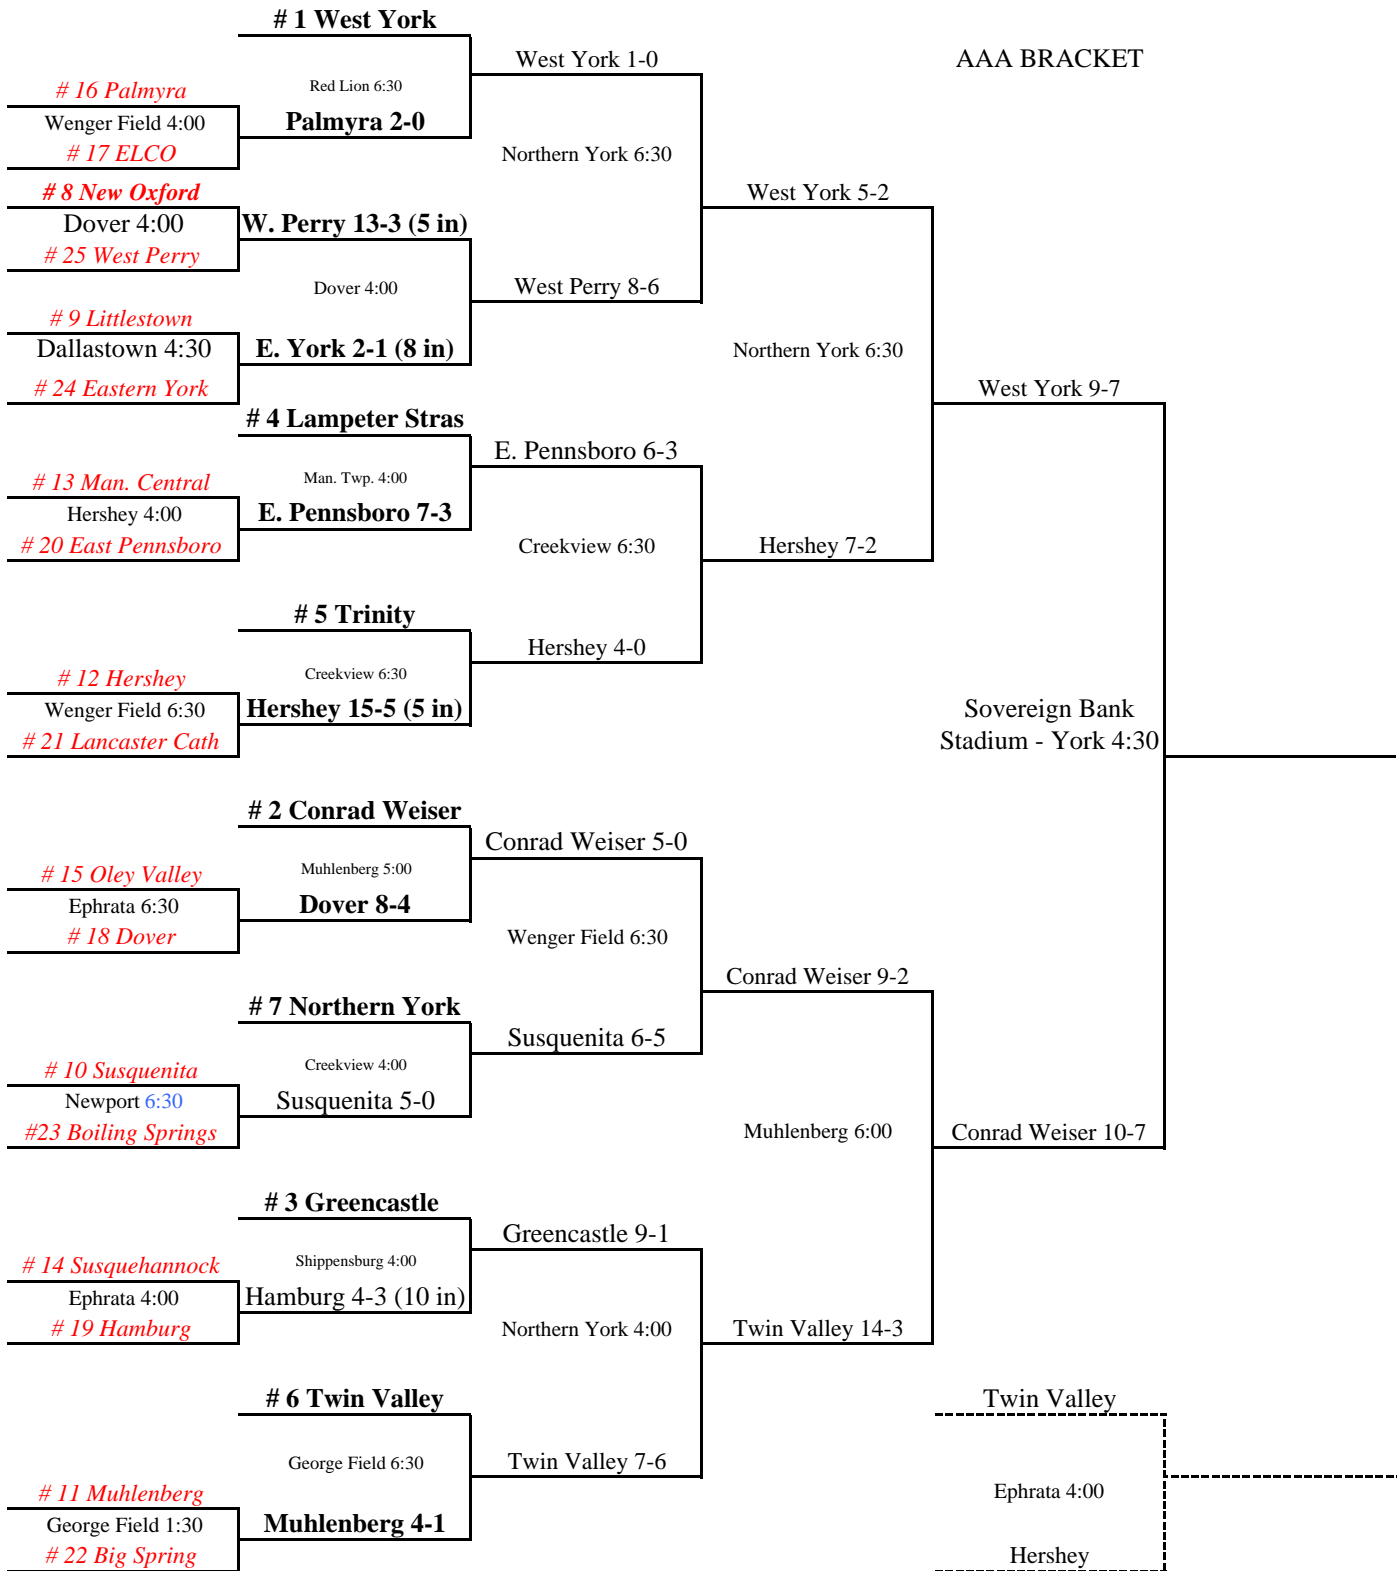 # 1 West York
West York 1-0
AAA BRACKET
# 16 Palmyra
Red Lion 6:30
Wenger Field 4:00
Palmyra 2-0
# 17 ELCO
Northern York 6:30
# 8 New Oxford
West York 5-2
Dover 4:00
W. Perry 13-3 (5 in)
# 25 West Perry
Dover 4:00
West Perry 8-6
# 9 Littlestown
Dallastown 4:30
E. York 2-1 (8 in)
Northern York 6:30
# 24 Eastern York
West York 9-7
# 4 Lampeter Stras
E. Pennsboro 6-3
# 13 Man. Central
Man. Twp. 4:00
Hershey 4:00
E. Pennsboro 7-3
# 20 East Pennsboro
Creekview 6:30
Hershey 7-2
# 5 Trinity
Hershey 4-0
# 12 Hershey
Creekview 6:30
Wenger Field 6:30
Hershey 15-5 (5 in)
Sovereign Bank
# 21 Lancaster Cath
Stadium - York 4:30
# 2 Conrad Weiser
Conrad Weiser 5-0
# 15 Oley Valley
Muhlenberg 5:00
Ephrata 6:30
Dover 8-4
# 18 Dover
Wenger Field 6:30
Conrad Weiser 9-2
# 7 Northern York
Susquenita 6-5
# 10 Susquenita
Creekview 4:00
Newport 6:30
Susquenita 5-0
#23 Boiling Springs
Muhlenberg 6:00
Conrad Weiser 10-7
# 3 Greencastle
Greencastle 9-1
# 14 Susquehannock
Shippensburg 4:00
Ephrata 4:00
Hamburg 4-3 (10 in)
# 19 Hamburg
Northern York 4:00
Twin Valley 14-3
# 6 Twin Valley
Twin Valley
George Field 6:30
Twin Valley 7-6
# 11 Muhlenberg
Ephrata 4:00
George Field 1:30
Muhlenberg 4-1
# 22 Big Spring
Hershey